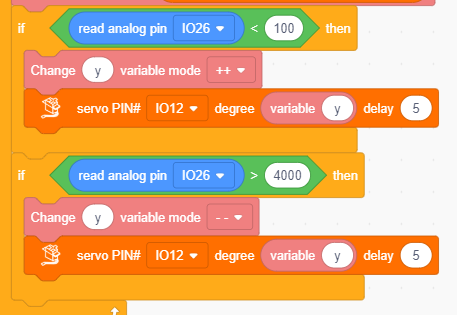 if read analog pin IO26 < 100 then
Change y variable mode ++
servo PIN# IO12 degree variable y delay 5
if read analog pin IO26 > 4000 then
Change y variable mode --
servo PIN# IO12 degree variable y delay 5